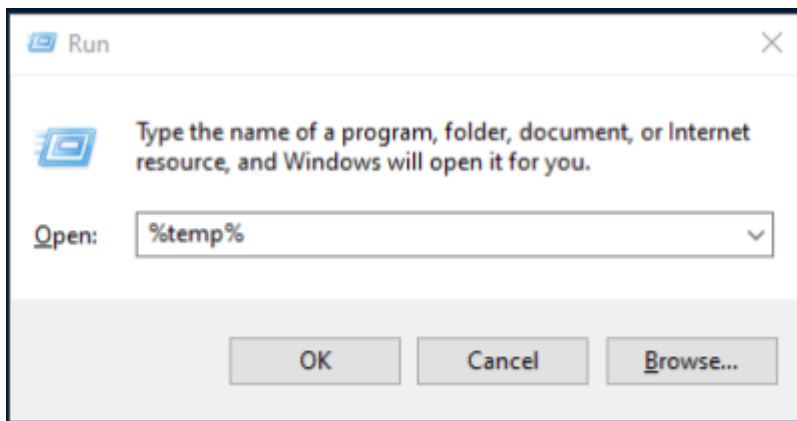 Run
Type the name of a program, folder, document, or Internet
resource, and Windows will open it for you.
Open: %temp%
OK Cancel Browse...